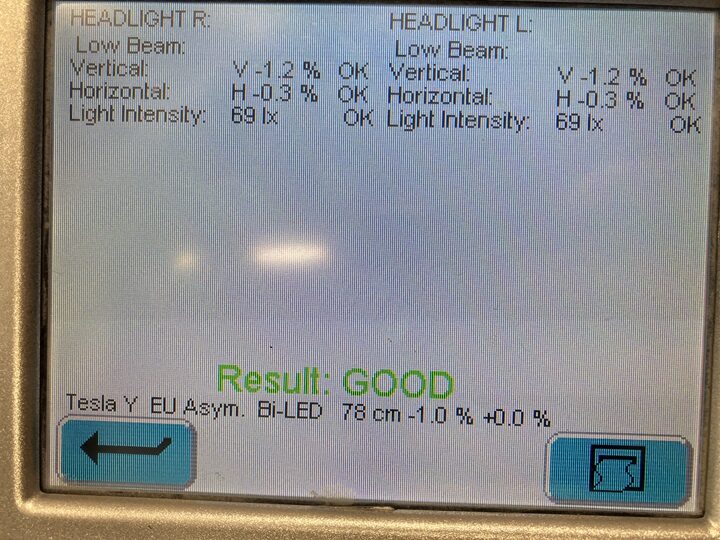 HEADLIGHT R:
Low Beam:
Vertical: V -1.2 % OK
Horizontal: H -0.3 % OK
Light Intensity: 69 lx OK
HEADLIGHT L:
Low Beam:
Vertical: V -1.2 % OK
Horizontal: H -0.3 % OK
Light Intensity: 69 lx OK
Result: GOOD
Tesla Y EU Asym. Bi-LED 78 cm -1.0 % +0.0 %